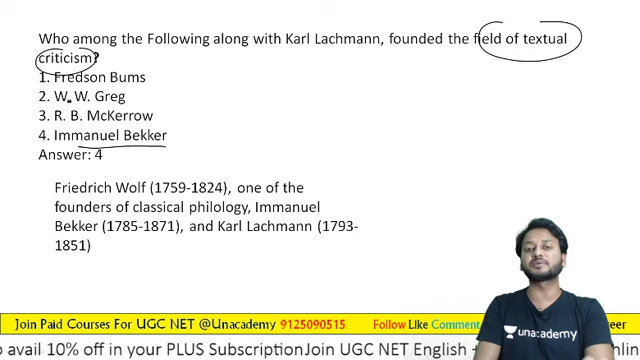 Who among the Following along with Karl Lachmann, founded the field of textual
criticism?
1. Fredson Bums
2. W. W. Greg
3. R. B. McKerrow
4. Immanuel Bekker
Answer: 4
Friedrich Wolf (1759-1824), one of the
founders of classical philology, Immanuel
Bekker (1785-1871), and Karl Lachmann (1793-
1851)
unacademy
Join Paid Courses For UGC NET @Unacademy 9125090515 Follow Like Comment
avail 10% off in your PLUS SubscriptionJoin UGC NET English -